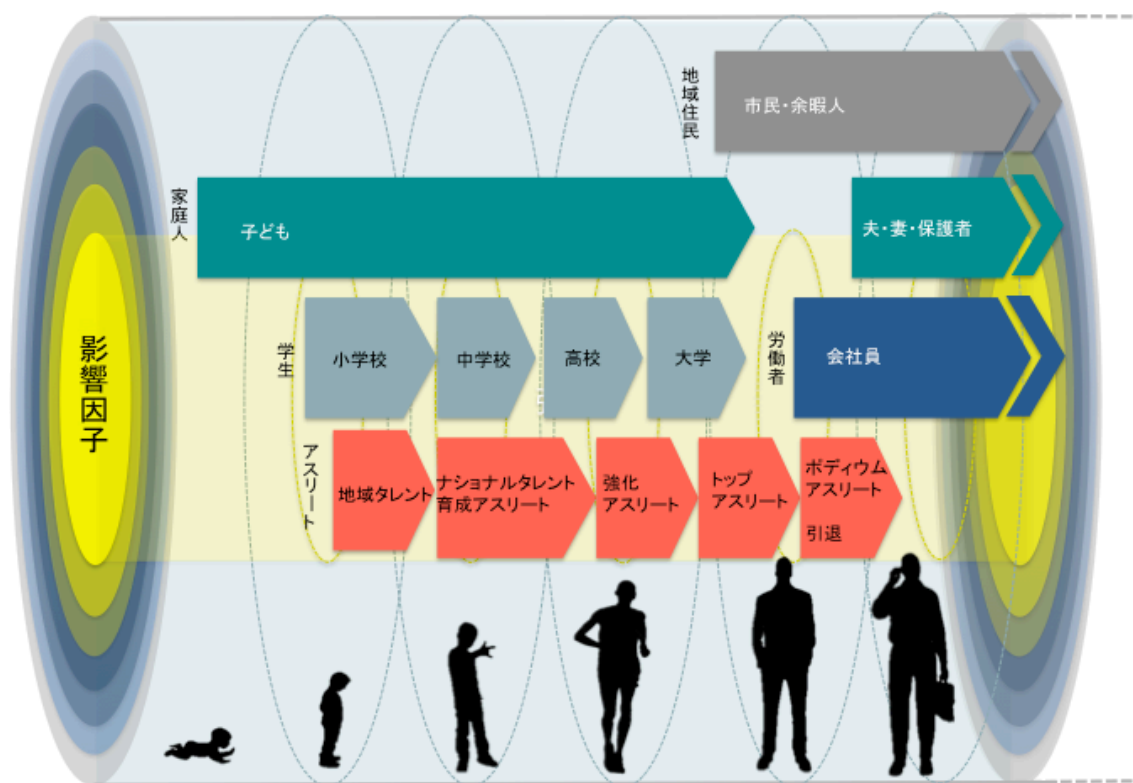 地域住民
市民・余暇人
家庭人
子ども
夫・妻・保護者
影響因子
学生
小学校
中学校
高校
大学
労働者
会社員
アスリート
地域タレント
ナショナルタレント
育成アスリート
強化
アスリート
トップ
アスリート
ポディウム
アスリート
引退